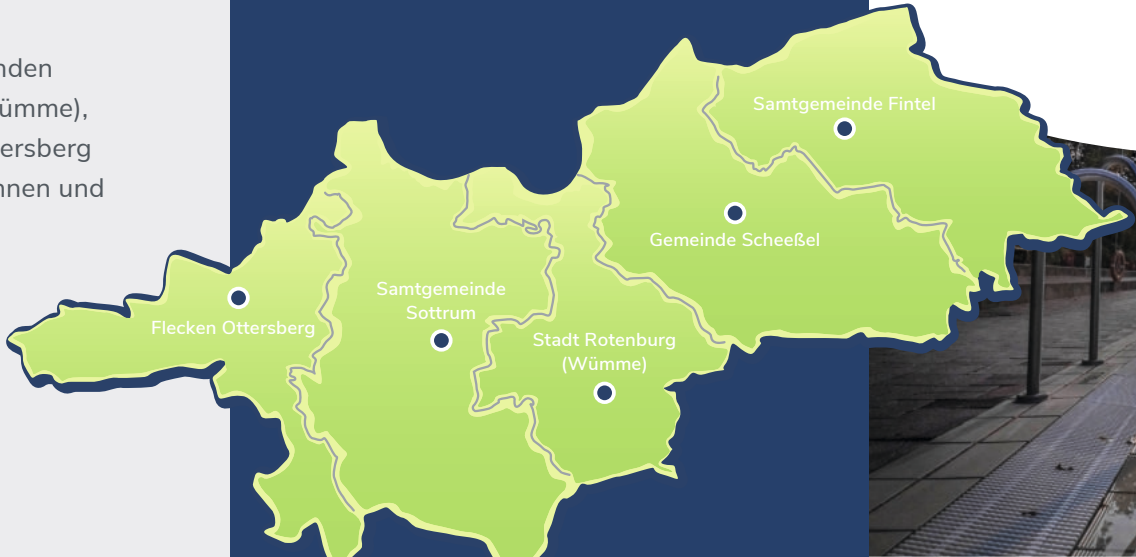 nden
ümme),
ersberg
nnen und
Samtgemeinde Fintel
Gemeinde Scheeßel
Samtgemeinde
Sottrum
Flecken Ottersberg
Stadt Rotenburg
(Wümme)